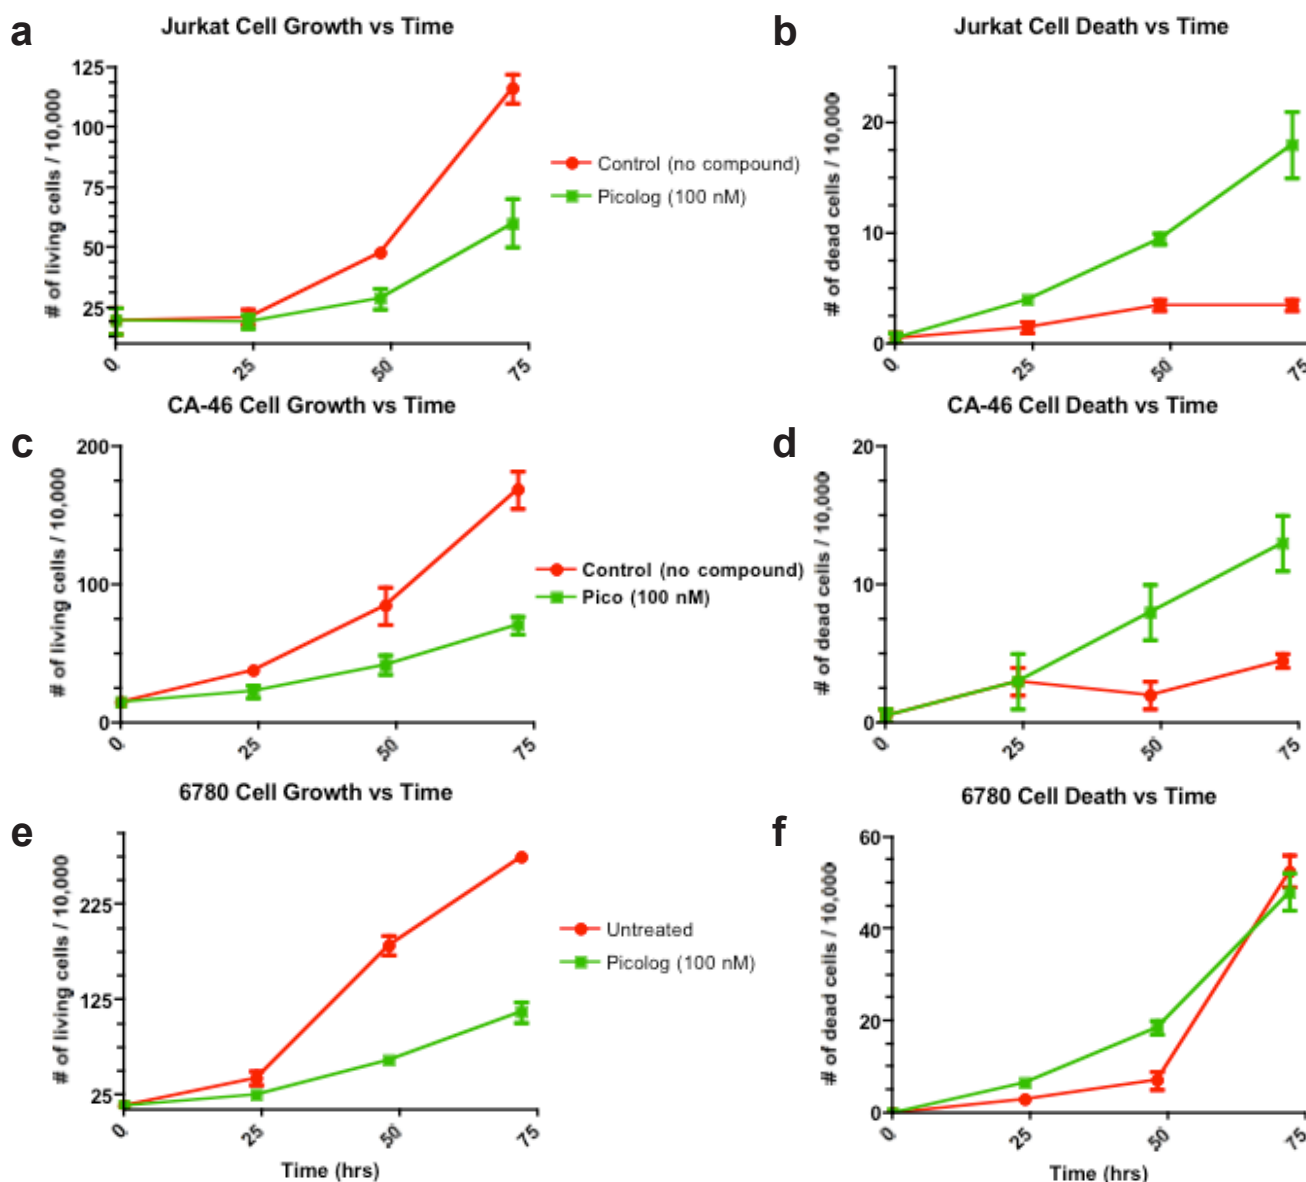 a
Jurkat Cell Growth vs Time
# of living cells / 10,000
125
100
75
50
25
0
25
50
75
Control (no compound)
Picolog (100 nM)
b
Jurkat Cell Death vs Time
# of dead cells / 10,000
20
10
0
0
25
50
75
c
CA-46 Cell Growth vs Time
# of living cells / 10,000
200
100
0
0
25
50
75
Control (no compound)
Pico (100 nM)
d
CA-46 Cell Death vs Time
# of dead cells / 10,000
20
10
0
0
25
50
75
e
6780 Cell Growth vs Time
# of living cells / 10,000
225
125
25
0
25
50
75
Time (hrs)
Untreated
Picolog (100 nM)
f
6780 Cell Death vs Time
# of dead cells / 10,000
60
40
20
0
0
25
50
75
Time (hrs)